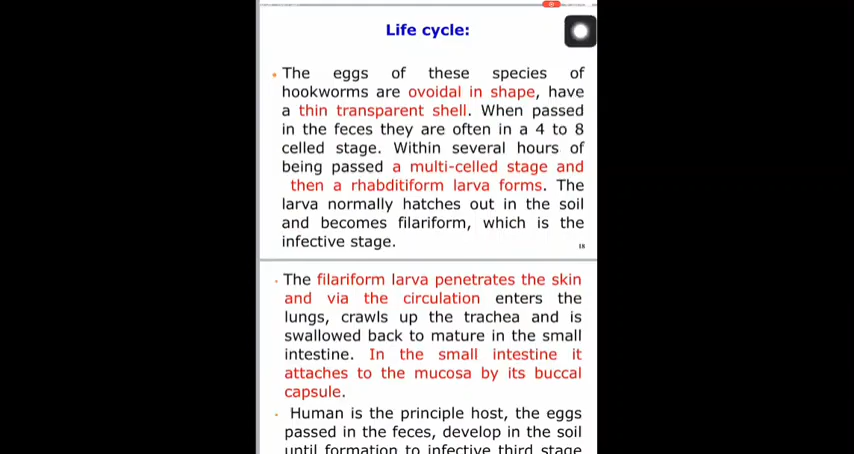 Life cycle:
The eggs of these species of
hookworms are ovoidal in shape, have
a thin transparent shell. When passed
in the feces they are often in a 4 to 8
celled stage. Within several hours of
being passed a multi-celled stage and
then a rhabditiform larva forms. The
larva normally hatches out in the soil
and becomes filariform, which is the
infective stage.
18
The filariform larva penetrates the skin
and via the circulation enters the
lungs, crawls up the trachea and is
swallowed back to mature in the small
intestine. In the small intestine it
attaches to the mucosa by its buccal
capsule.
Human is the principle host, the eggs
passed in the feces, develop in the soil
until formation to infective third stage